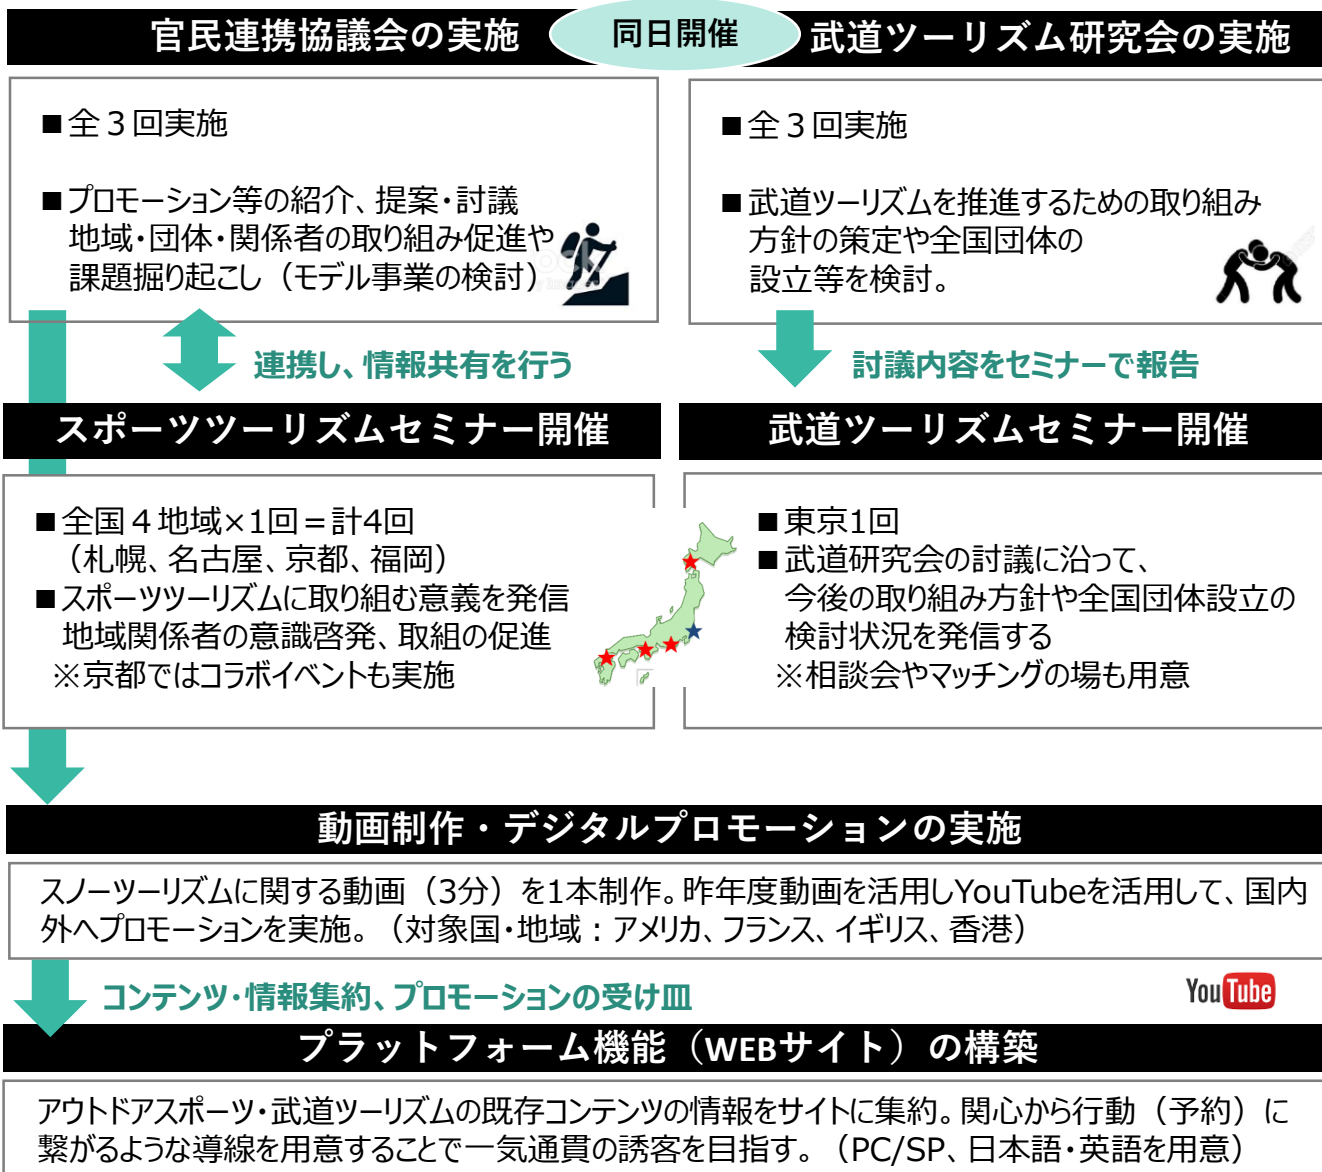 官民連携協議会の実施
同日開催
武道ツーリズム研究会の実施
■全３回実施
■プロモーション等の紹介、提案・討議
地域・団体・関係者の取り組み促進や
課題掘り起こし（モデル事業の検討）
■全３回実施
■武道ツーリズムを推進するための取り組み
方針の策定や全国団体の
設立等を検討。
連携し、情報共有を行う
討議内容をセミナーで報告
スポーツツーリズムセミナー開催
■全国４地域×1回＝計4回
（札幌、名古屋、京都、福岡）
■スポーツツーリズムに取り組む意義を発信
地域関係者の意識啓発、取組の促進
※京都ではコラボイベントも実施
武道ツーリズムセミナー開催
■東京1回
■武道研究会の討議に沿って、
今後の取り組み方針や全国団体設立の
検討状況を発信する
※相談会やマッチングの場も用意
動画制作・デジタルプロモーションの実施
スノーツーリズムに関する動画（3分）を1本制作。昨年度動画を活用しYouTubeを活用して、国内
外へプロモーションを実施。（対象国・地域：アメリカ、フランス、イギリス、香港）
コンテンツ・情報集約、プロモーションの受け皿
YouTube
プラットフォーム機能（WEBサイト）の構築
アウトドアスポーツ・武道ツーリズムの既存コンテンツの情報をサイトに集約。関心から行動（予約）に
繋がるような導線を用意することで一気通貫の誘客を目指す。（PC/SP、日本語・英語を用意）